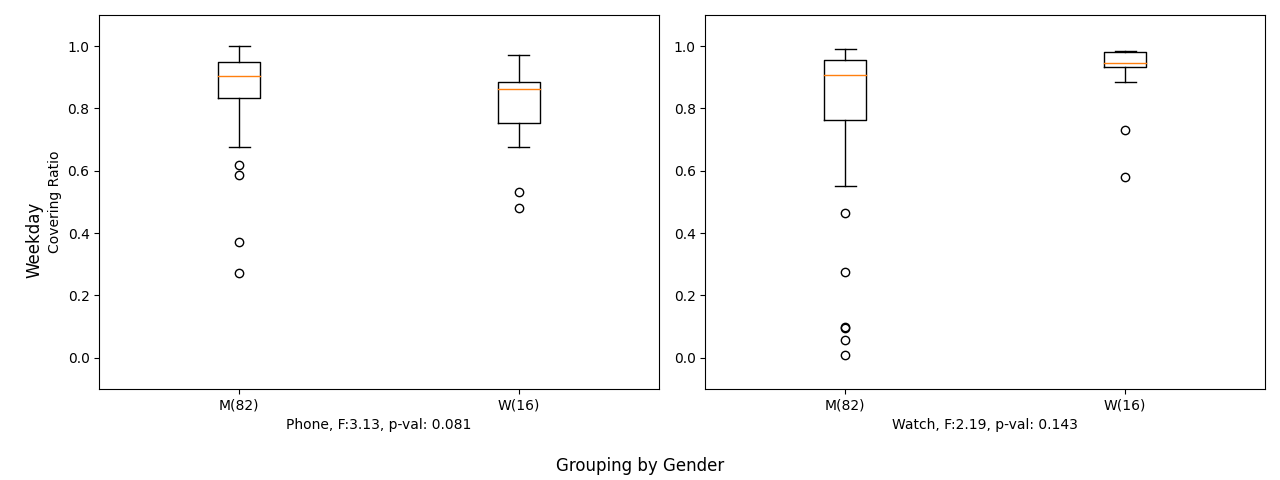 Weekday
Covering Ratio
1.0
0.8
0.6
0.4
0.2
0.0
M(82) W(16)
Phone, F:3.13, p-val: 0.081
1.0
0.8
0.6
0.4
0.2
0.0
M(82) W(16)
Watch, F:2.19, p-val: 0.143
Grouping by Gender